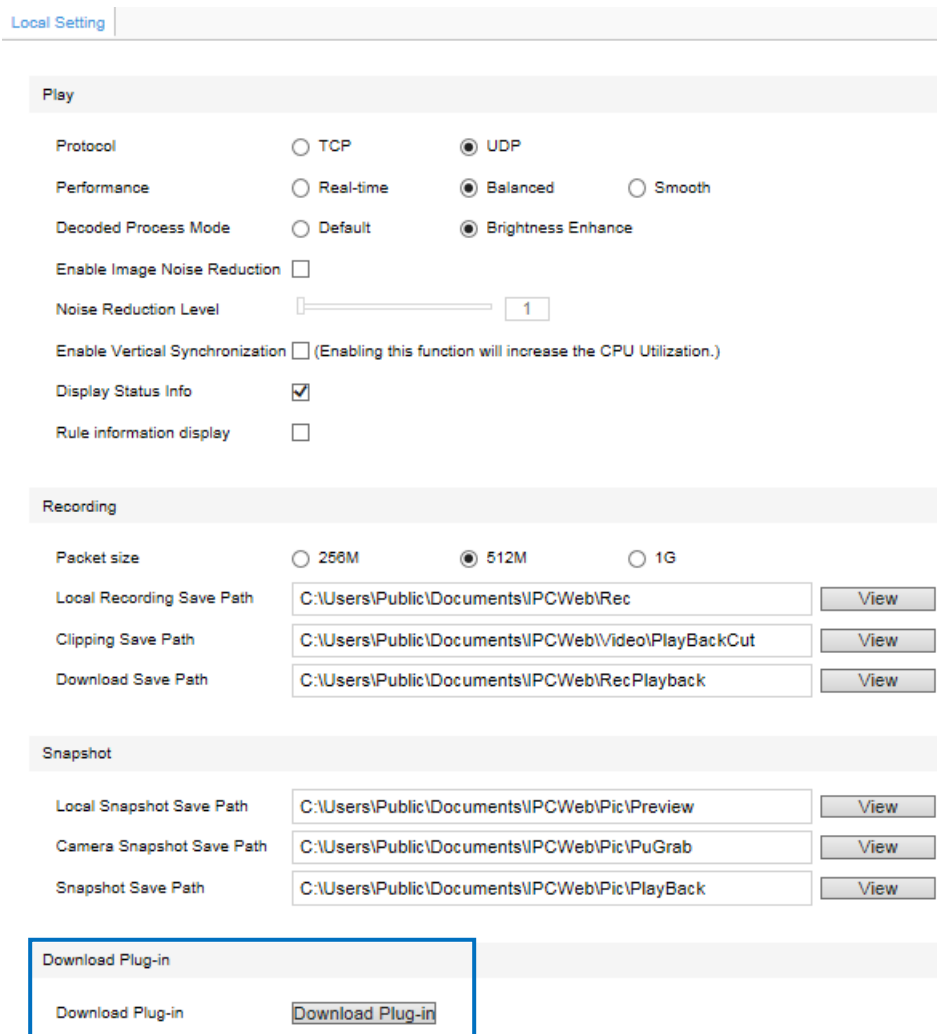 Local Setting
Play
Protocol TCP UDP
Performance Real-time Balanced Smooth
Decoded Process Mode Default Brightness Enhance
Enable Image Noise Reduction
Noise Reduction Level 1
Enable Vertical Synchronization (Enabling this function will increase the CPU Utilization.)
Display Status Info
Rule information display
Recording
Packet size 256M 512M 1G
Local Recording Save Path C:\Users\Public\Documents\IPCWeb\Rec View
Clipping Save Path C:\Users\Public\Documents\IPCWeb\Video\PlayBackCut View
Download Save Path C:\Users\Public\Documents\IPCWeb\RecPlayback View
Snapshot
Local Snapshot Save Path C:\Users\Public\Documents\IPCWeb\Pic\Preview View
Camera Snapshot Save Path C:\Users\Public\Documents\IPCWeb\Pic\PuGrab View
Snapshot Save Path C:\Users\Public\Documents\IPCWeb\Pic\PlayBack View
Download Plug-in
Download Plug-in Download Plug-in